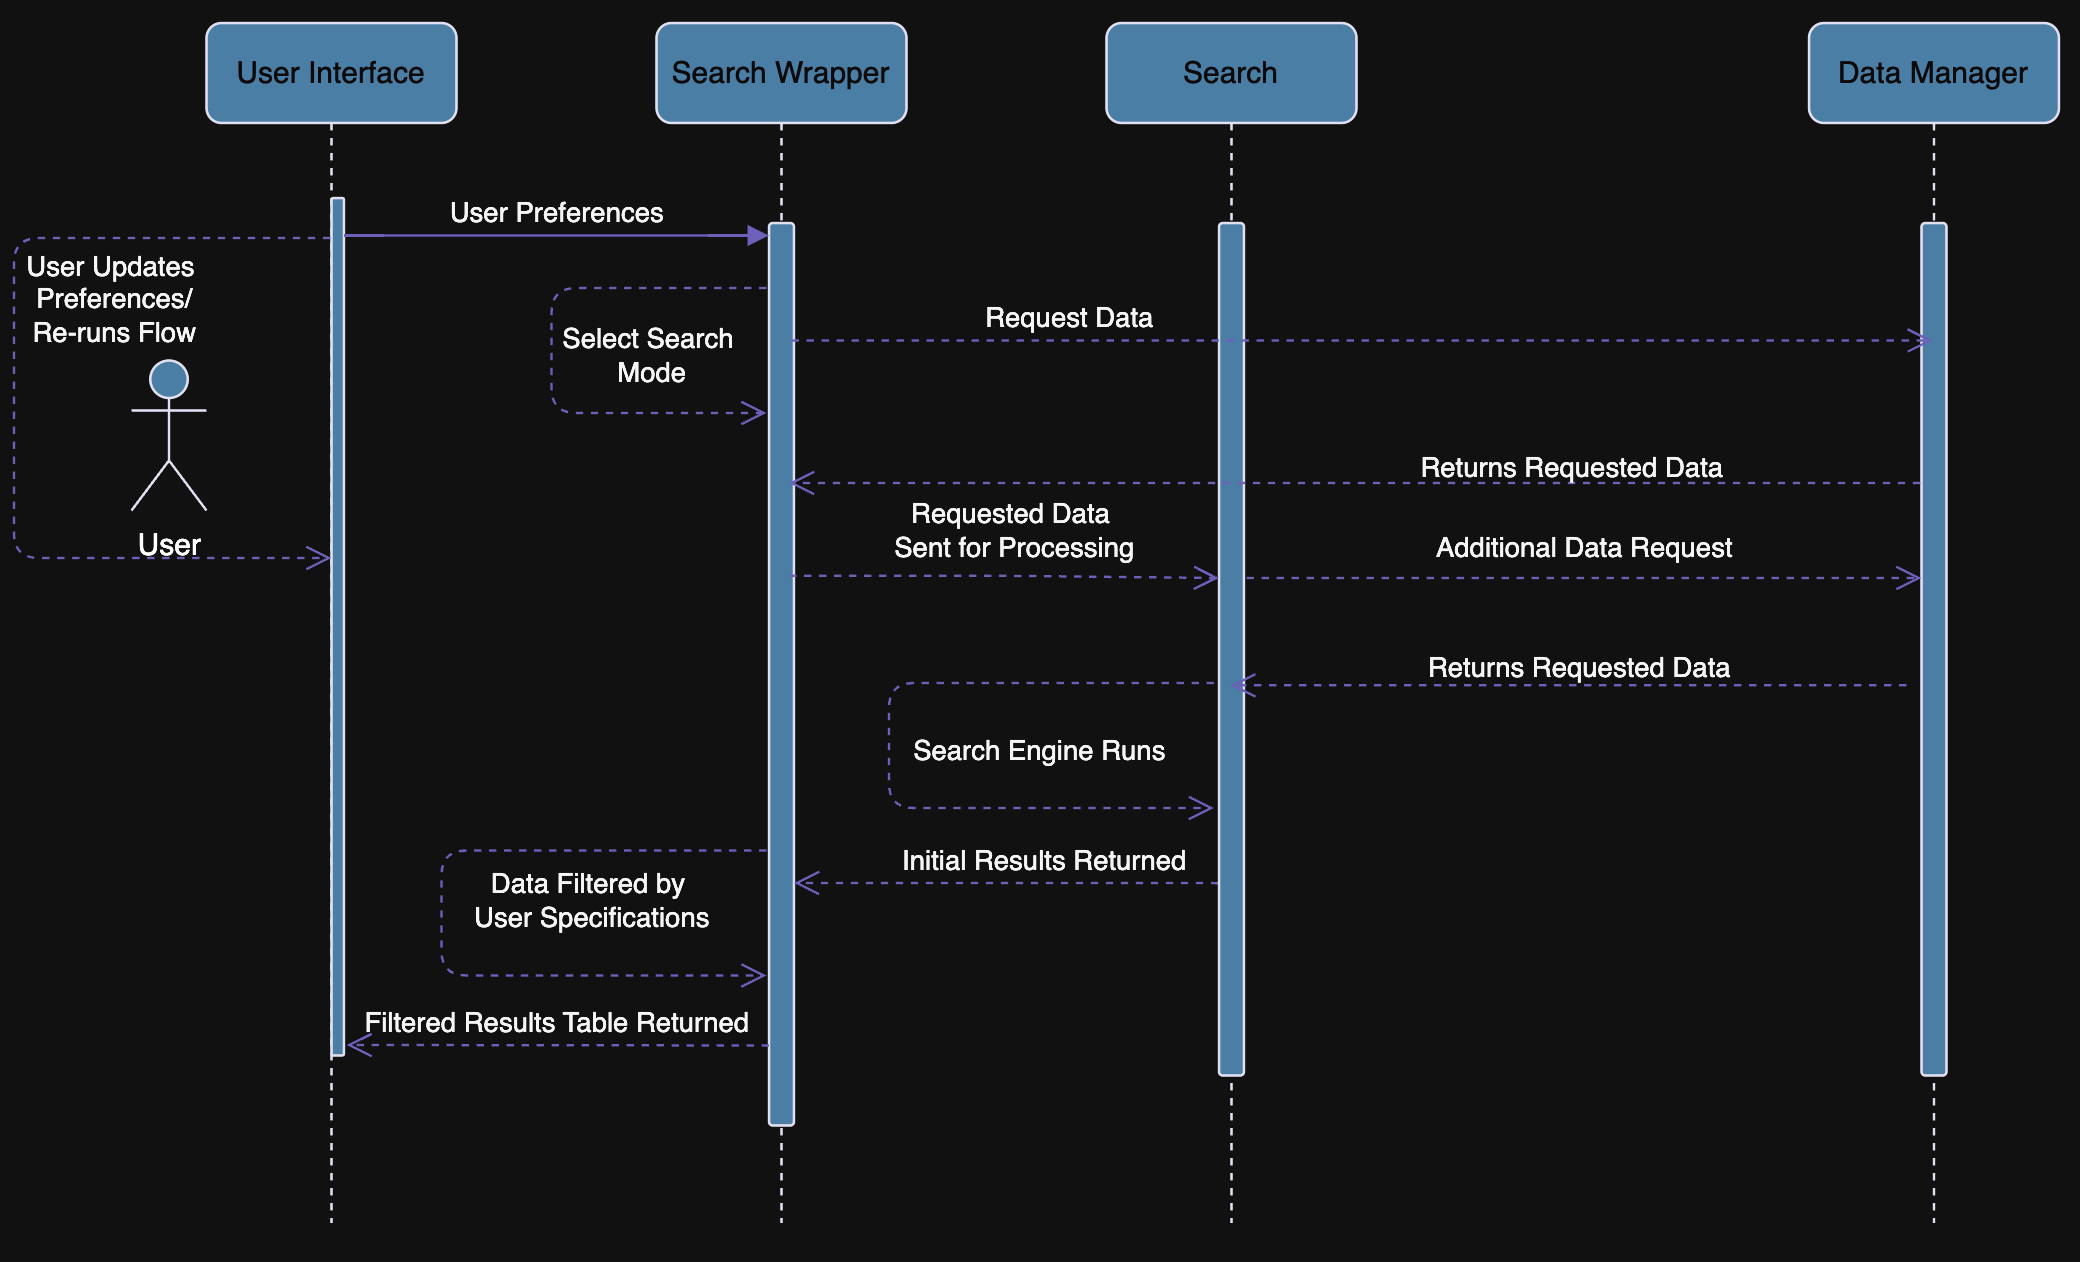 User Interface
Search Wrapper
Search
Data Manager
User Preferences
User Updates
Preferences/
Re-runs Flow
User
Select Search
Mode
Request Data
Returns Requested Data
Requested Data
Sent for Processing
Additional Data Request
Returns Requested Data
Search Engine Runs
Initial Results Returned
Data Filtered by
User Specifications
Filtered Results Table Returned